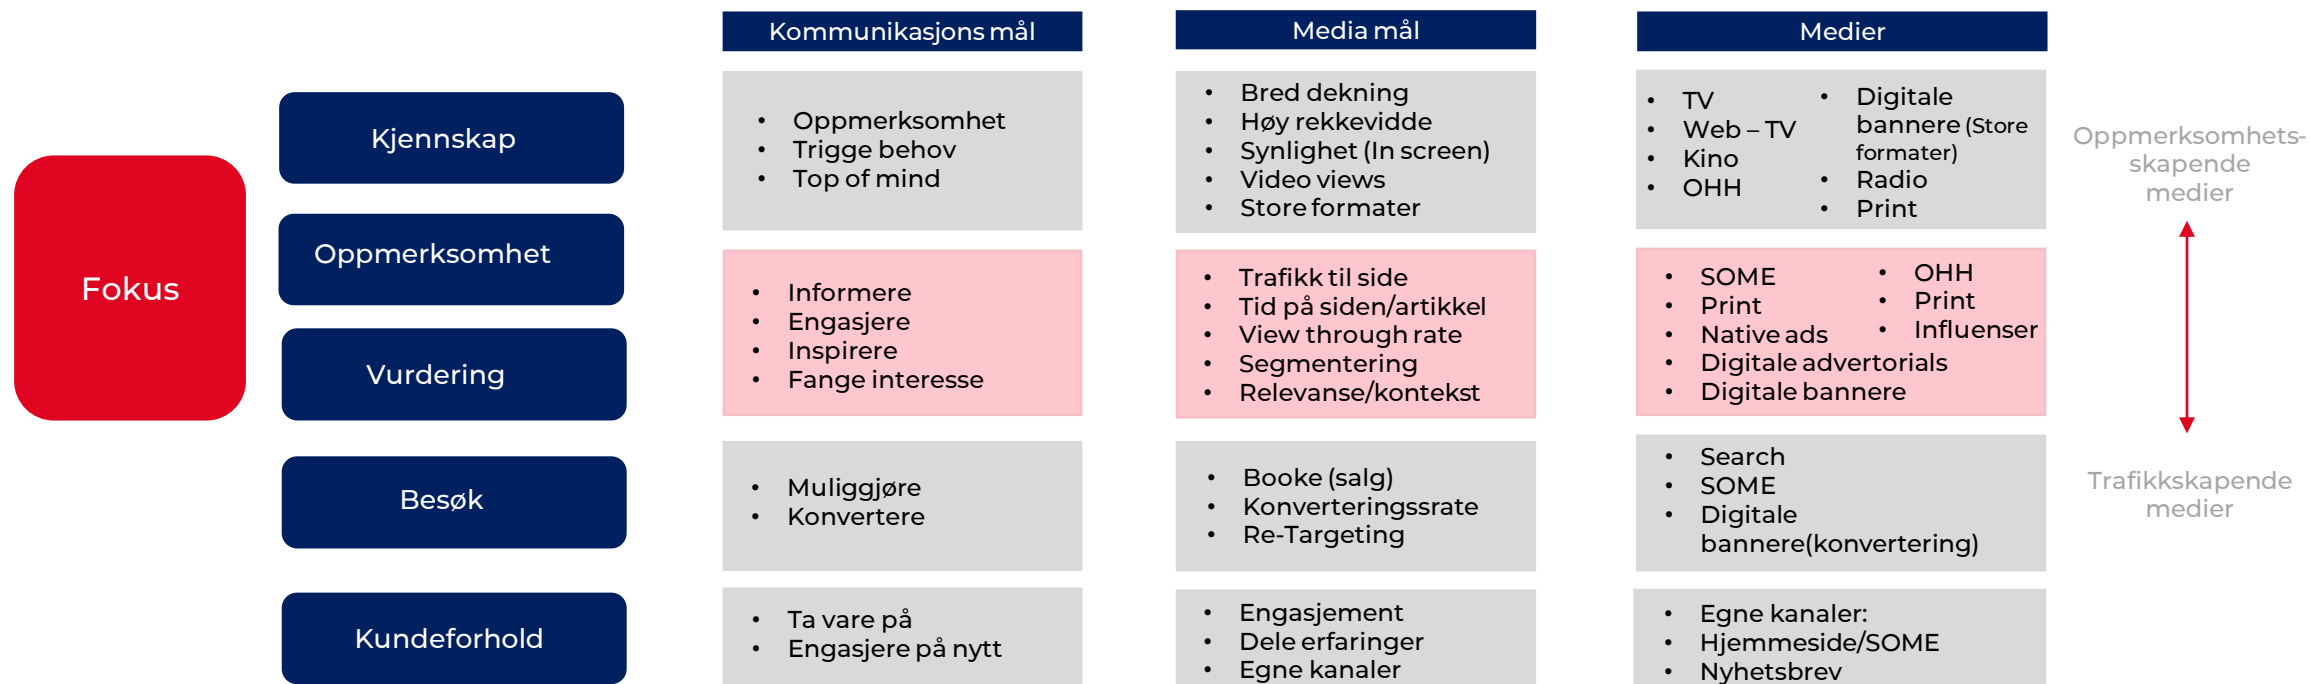 Kommunikasjons mål
Media mål
Medier
Fokus
Kjennskap
Oppmerksomhet
Vurdering
Besøk
Kundeforhold
• Oppmerksomhet
• Trigge behov
• Top of mind
• Bred dekning
• Høy rekkevidde
• Synlighet (In screen)
• Video views
• Store formater
• TV
• Web – TV
• Kino
• OHH
• Digitale
bannere (Store
formater)
• Radio
• Print
• Informere
• Engasjere
• Inspirere
• Fange interesse
• Trafikk til side
• Tid på siden/artikkel
• View through rate
• Segmentering
• Relevanse/kontekst
• SOME
• Print
• Native ads
• Digitale advertorials
• Digitale bannere
• OHH
• Print
• Influenser
• Muliggjøre
• Konvertere
• Booke (salg)
• Konverteringssrate
• Re-Targeting
• Search
• SOME
• Digitale
bannere(konvertering)
• Ta vare på
• Engasjere på nytt
• Engasjement
• Dele erfaringer
• Egne kanaler
• Egne kanaler:
• Hjemmeside/SOME
• Nyhetsbrev
Oppmerksomhets-
skapende
medier
Trafikkskapende
medier